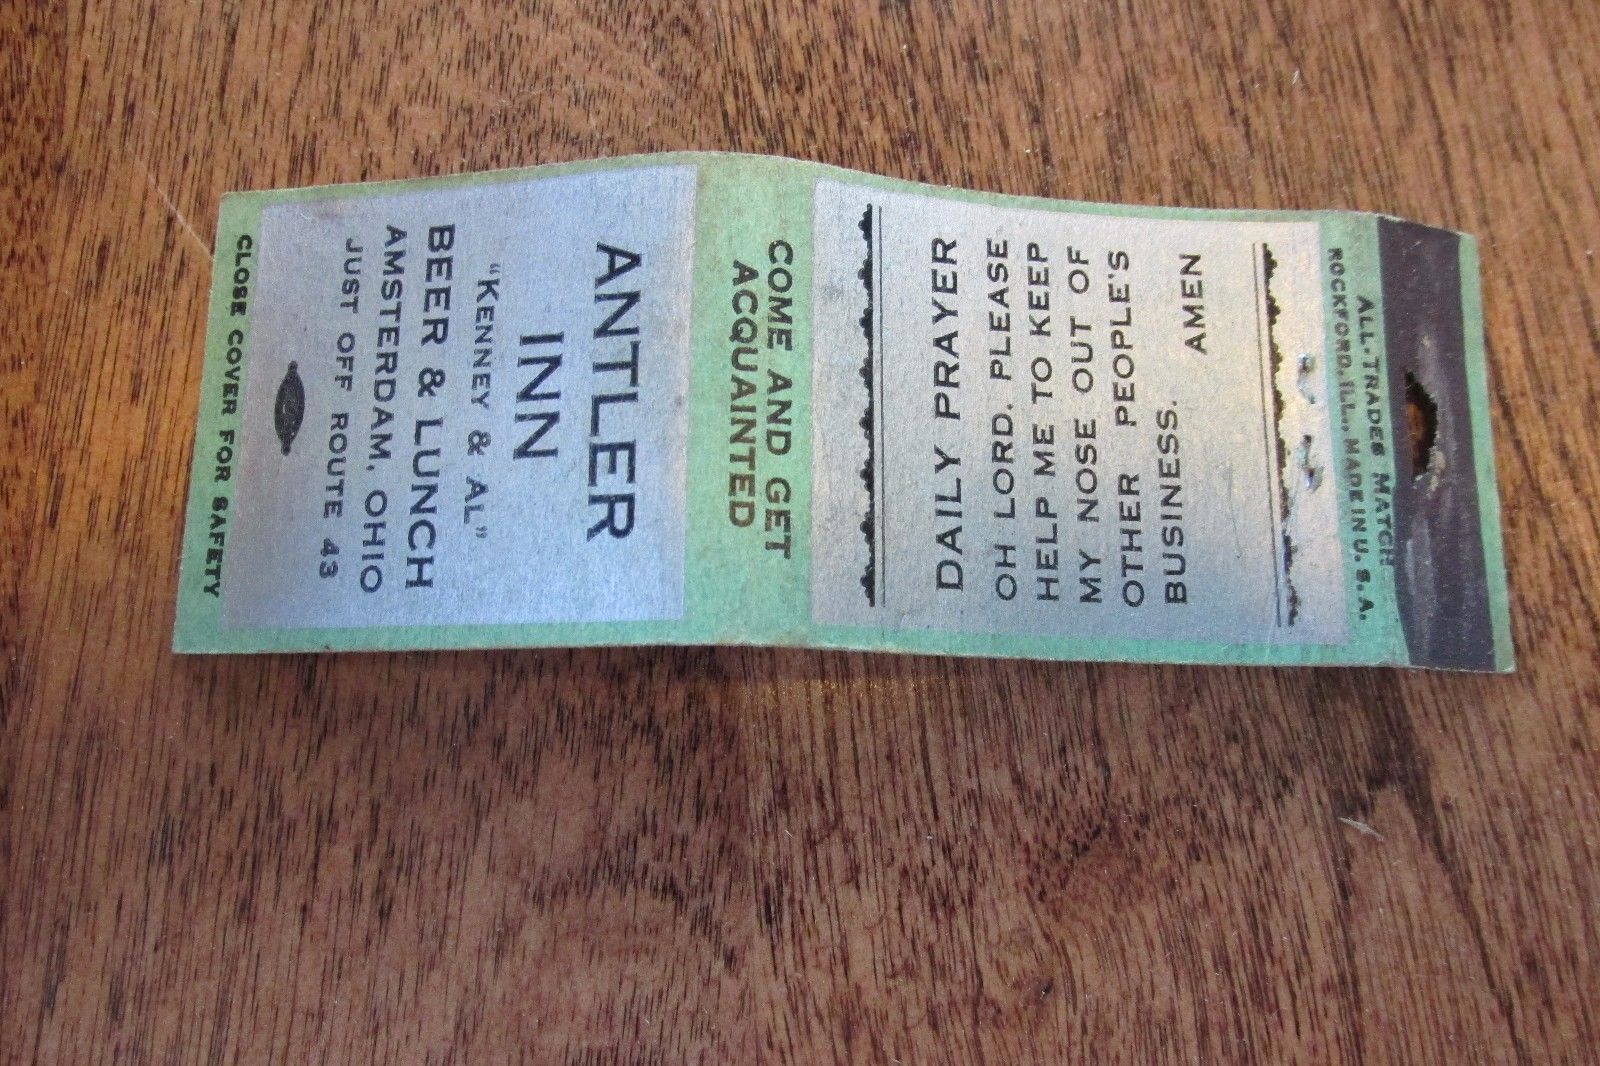 ANTLER
INN
"KENNEY & AL"
BEER & LUNCH
AMSTERDAM, OHIO
JUST OFF ROUTE 43
CLOSE COVER FOR SAFETY
COME AND GET
ACQUAINTED
DAILY PRAYER
OH LORD. PLEASE
HELP ME TO KEEP
MY NOSE OUT OF
OTHER PEOPLE'S
BUSINESS. AMEN
ALL-TRADES MATCH
ROCKFORD, ILL., MADE IN U.S.A.